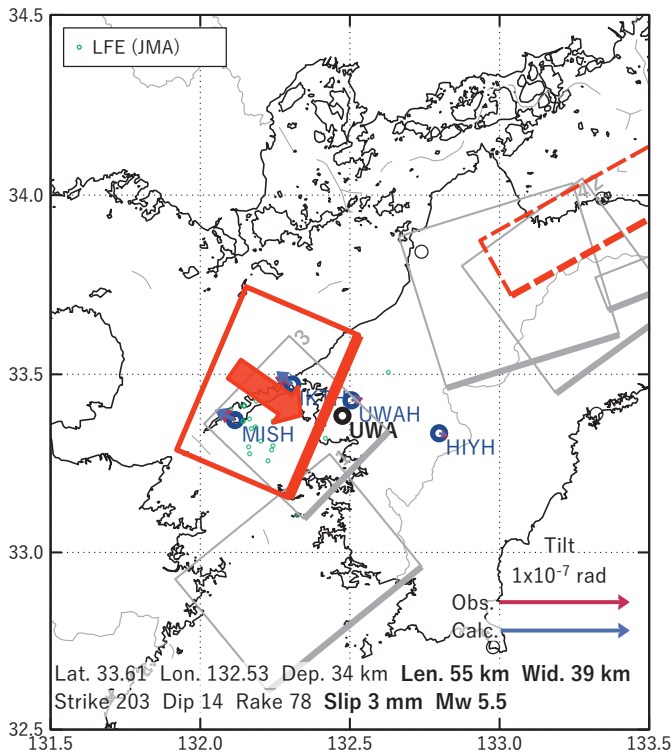 34.5
LFE (JMA)
34.0
33.5
3
MISH
UWAH
UWA
HIYH
33.0
Tilt
1x10-7 rad
Obs.
Calc.
Lat. 33.61 Lon. 132.53 Dep. 34 km Len. 55 km Wid. 39 km
Strike 203 Dip 14 Rake 78 Slip 3 mm Mw 5.5
32.5
131.5 132.0 132.5 133.0 133.5